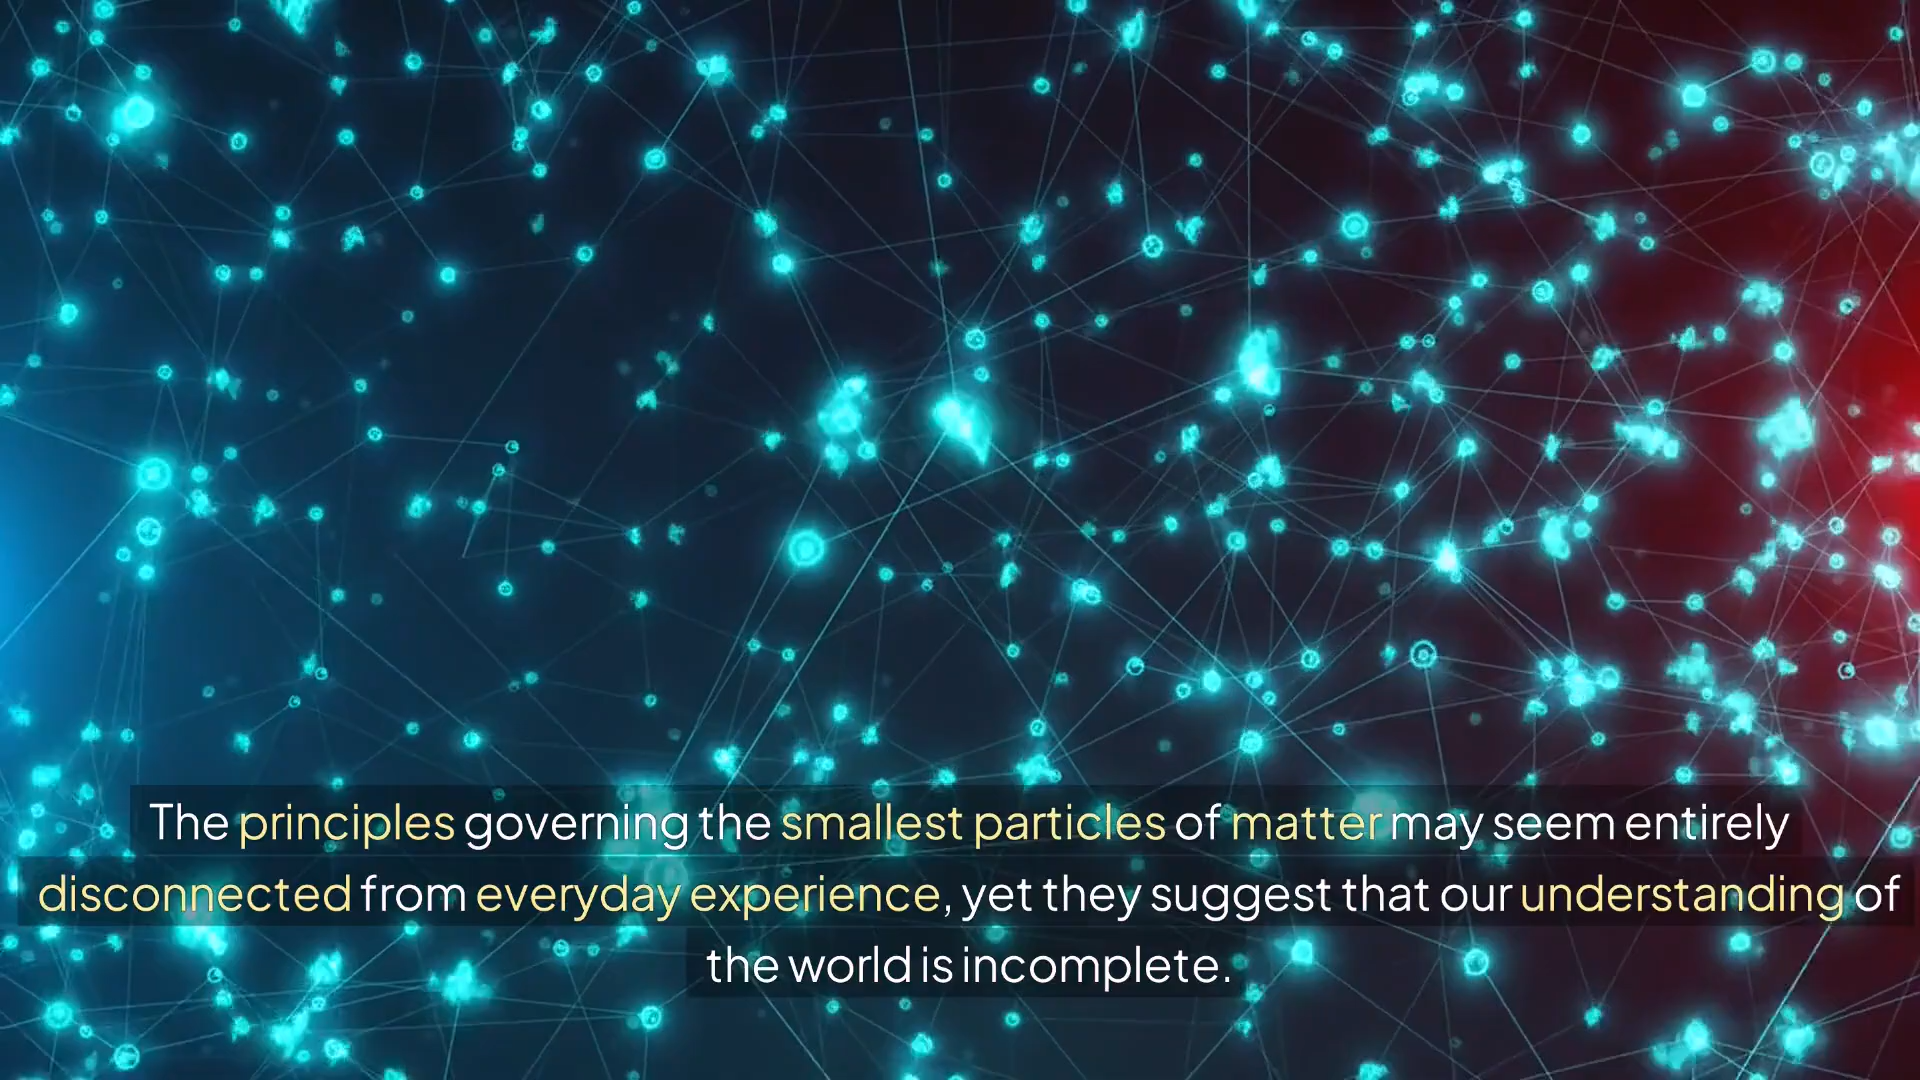 The principles governing the smallest particles of matter may seem entirely
disconnected from everyday experience, yet they suggest that our understanding of
the world is incomplete.